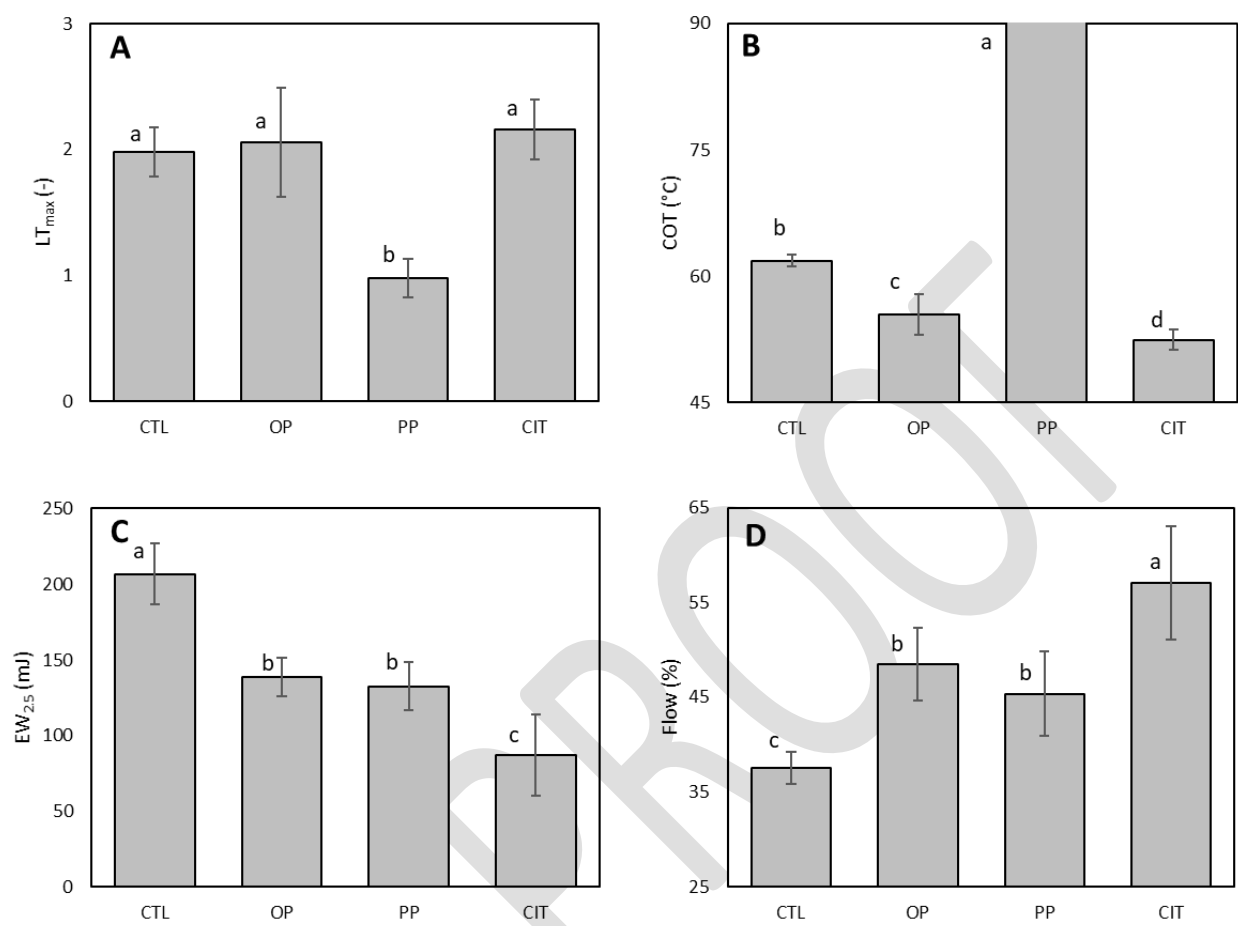 A
3
2
1
0
LTmax (-)
a
a
b
a
CTL OP PP CIT
B
90
75
60
45
COT (°C)
b
c
a
d
CTL OP PP CIT
C
250
200
150
100
50
0
EW2.5 (mJ)
a
b
b
c
CTL OP PP CIT
D
65
55
45
35
25
Flow (%)
c
b
b
a
CTL OP PP CIT
PROOF